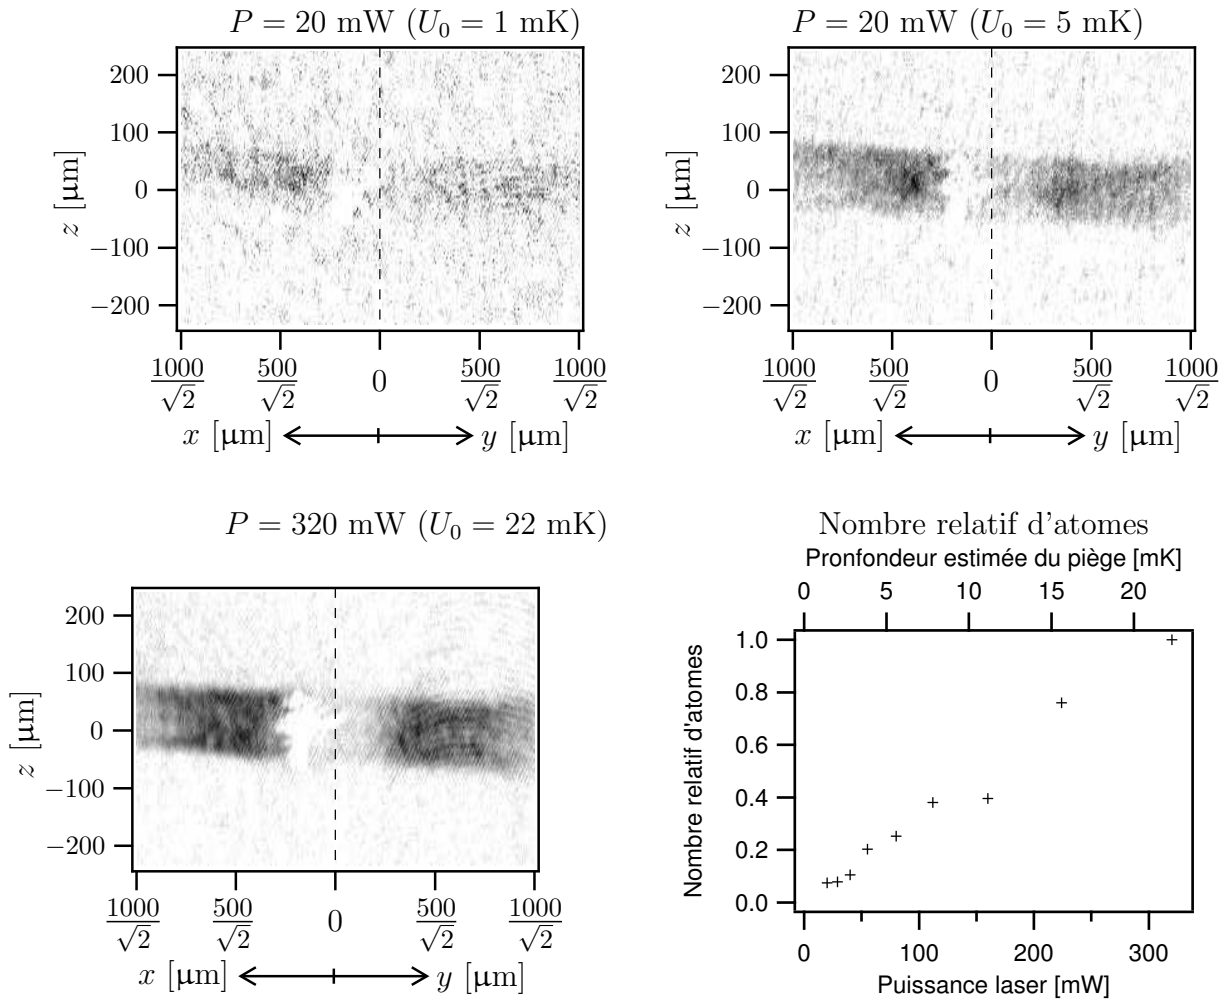 P = 20 mW (U₀ = 1 mK)
z [µm]
200
100
0
−100
−200
1000/√2 500/√2 0 500/√2 1000/√2
x [µm] y [µm]
P = 20 mW (U₀ = 5 mK)
z [µm]
200
100
0
−100
−200
1000/√2 500/√2 0 500/√2 1000/√2
x [µm] y [µm]
P = 320 mW (U₀ = 22 mK)
z [µm]
200
100
0
−100
−200
1000/√2 500/√2 0 500/√2 1000/√2
x [µm] y [µm]
Nombre relatif d'atomes
Pronfondeur estimée du piège [mK]
0 5 10 15 20
Nombre relatif d'atomes
1.0
0.8
0.6
0.4
0.2
0.0
0 100 200 300
Puissance laser [mW]